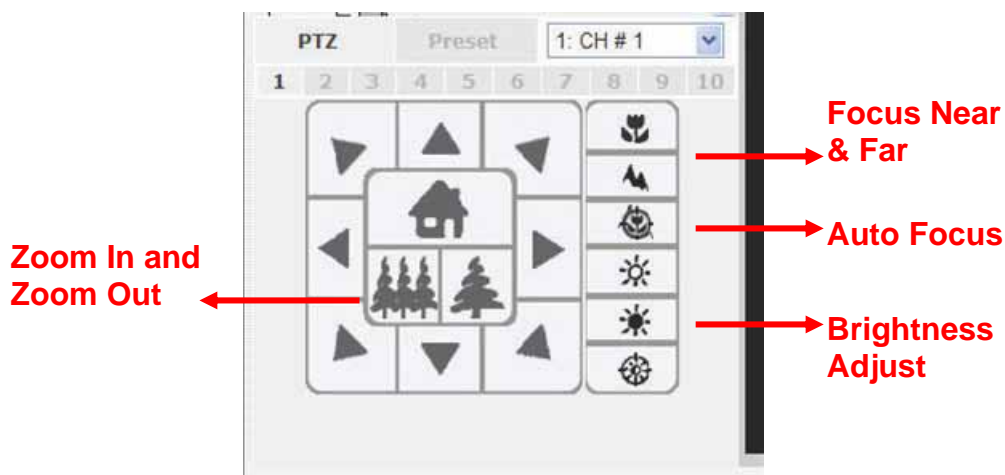 PTZ Preset 1: CH # 1
1 2 3 4 5 6 7 8 9 10
Focus Near
& Far
Auto Focus
Zoom In and
Zoom Out
Brightness
Adjust